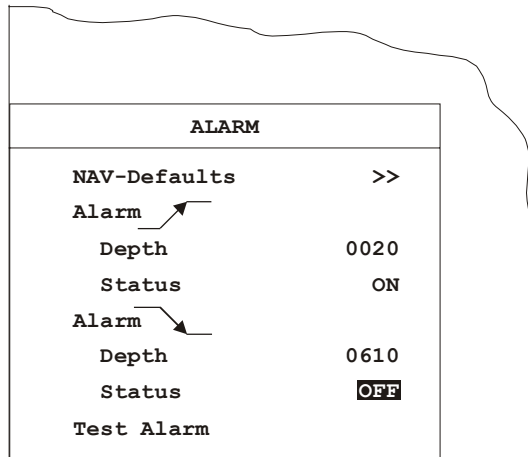 ALARM
NAV-Defaults >>
Alarm
Depth 0020
Status ON
Alarm
Depth 0610
Status OFF
Test Alarm